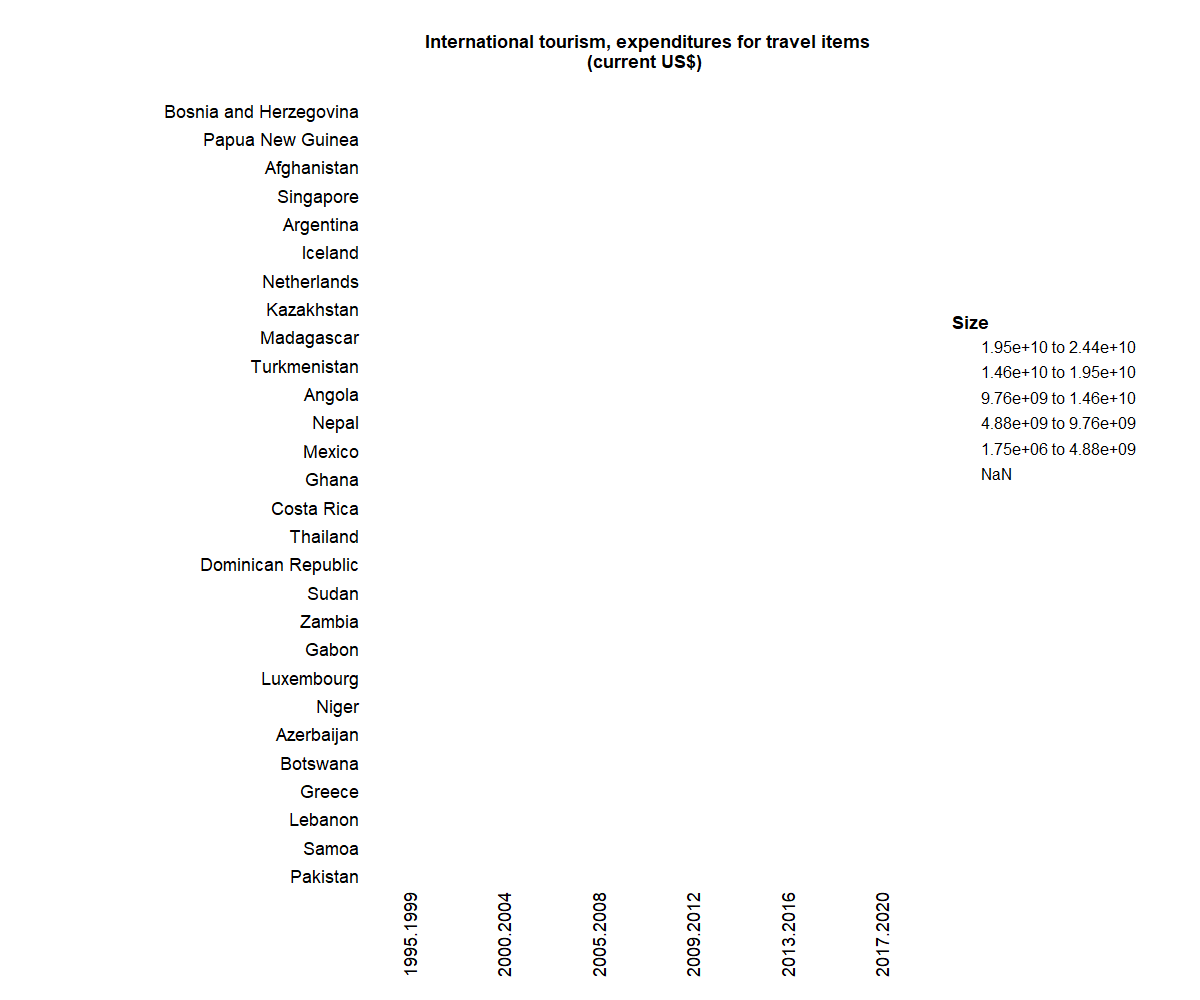 International tourism, expenditures for travel items
(current US$)
Bosnia and Herzegovina
Papua New Guinea
Afghanistan
Singapore
Argentina
Iceland
Netherlands
Kazakhstan
Madagascar
Turkmenistan
Angola
Nepal
Mexico
Ghana
Costa Rica
Thailand
Dominican Republic
Sudan
Zambia
Gabon
Luxembourg
Niger
Azerbaijan
Botswana
Greece
Lebanon
Samoa
Pakistan
1995.1999
2000.2004
2005.2008
2009.2012
2013.2016
2017.2020
Size
1.95e+10 to 2.44e+10
1.46e+10 to 1.95e+10
9.76e+09 to 1.46e+10
4.88e+09 to 9.76e+09
1.75e+06 to 4.88e+09
NaN